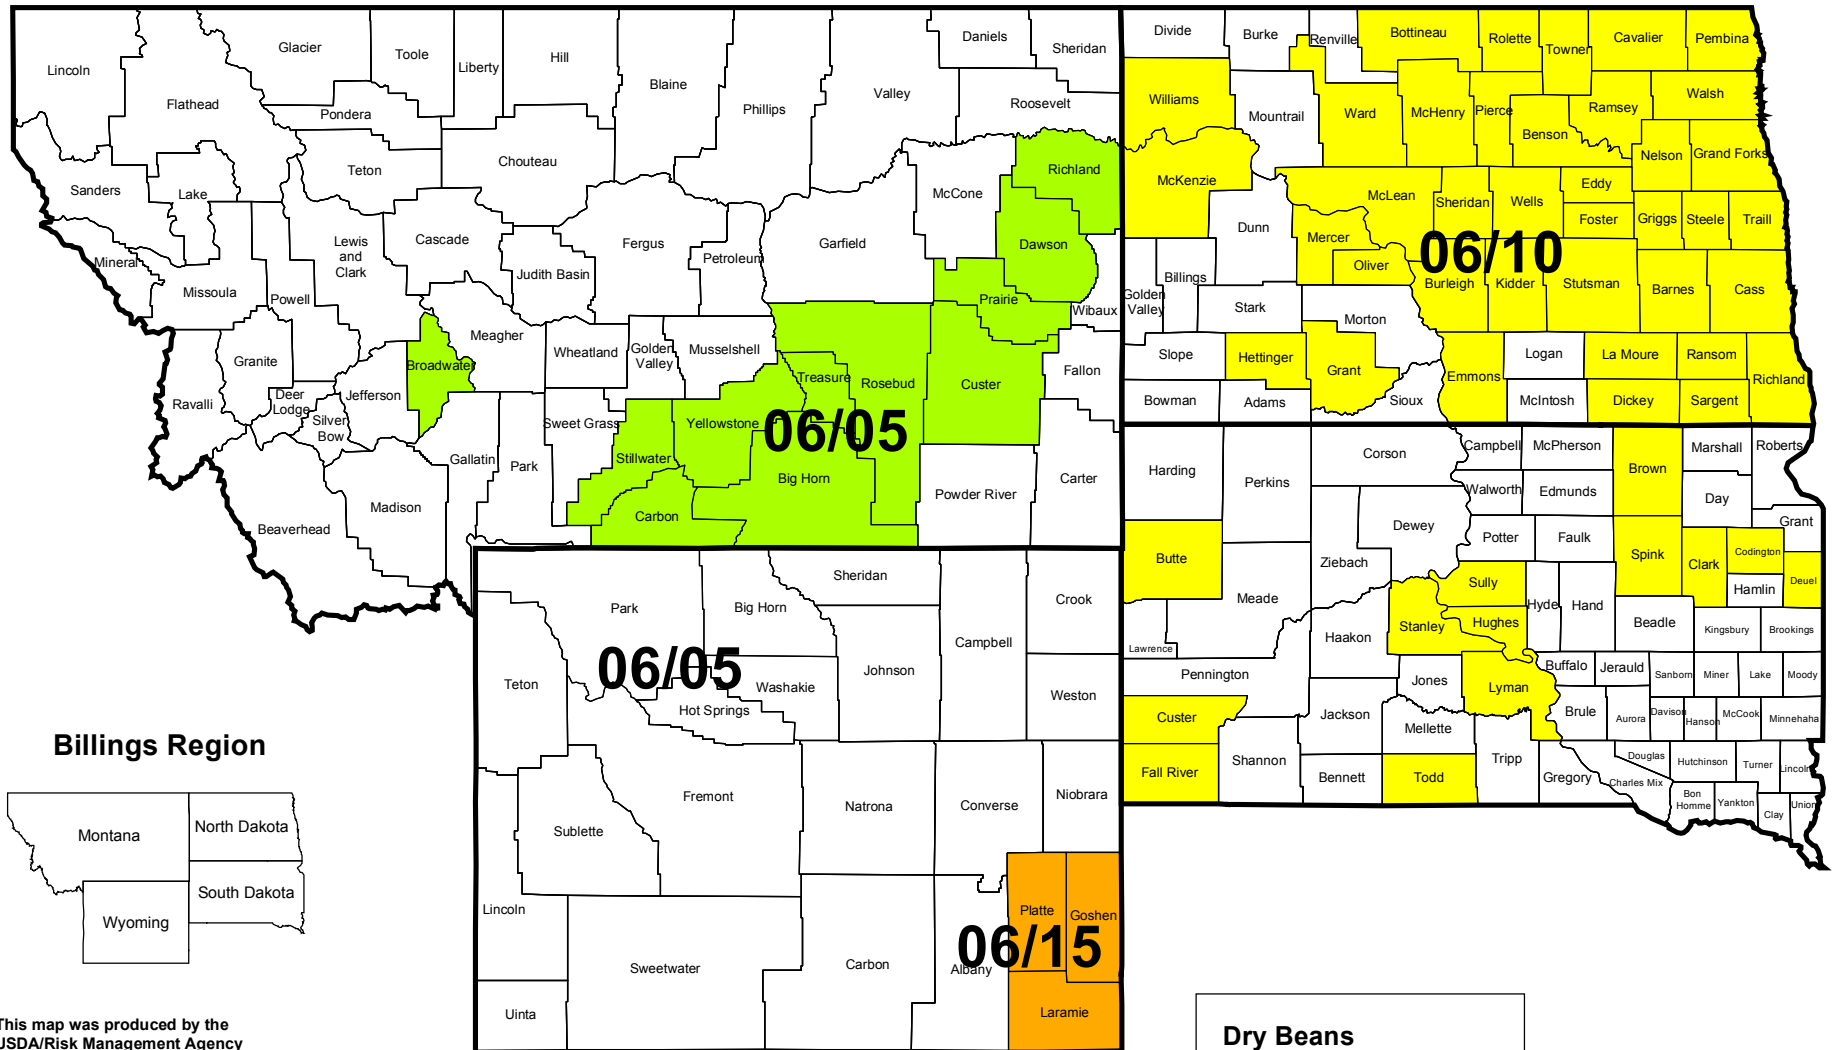 Lincoln
Flathead
Glacier
Toole
Liberty
Hill
Blaine
Phillips
Valley
Daniels
Sheridan
Roosevelt
Pondera
Teton
Chouteau
Sanders
Lake
Mineral
Missoula
Powell
Lewis
and
Clark
Cascade
Judith Basin
Fergus
Petroleum
Garfield
McCone
Richland
Dawson
Prairie
Wibaux
Ravalli
Granite
Deer
Lodge
Silver
Bow
Jefferson
Broadwater
Meagher
Wheatland
Golden
Valley
Musselshell
Treasure
Rosebud
Custer
Fallon
Beaverhead
Madison
Gallatin
Park
Sweet Grass
Stillwater
Yellowstone
06/05
Big Horn
Carbon
Powder River
Carter
Divide
Burke
Renville
Bottineau
Rolette
Towner
Cavalier
Pembina
Williams
Mountrail
Ward
McHenry
Pierce
Benson
Ramsey
Walsh
Nelson
Grand Forks
McKenzie
Dunn
McLean
Sheridan
Wells
Eddy
Foster
Griggs
Steele
Traill
Mercer
Oliver
06/10
Billings
Golden
Valley
Stark
Morton
Burleigh
Kidder
Stutsman
Barnes
Cass
Slope
Hettinger
Grant
Sioux
Emmons
Logan
La Moure
Ransom
Richland
Bowman
Adams
McIntosh
Dickey
Sargent
Harding
Perkins
Corson
Campbell
McPherson
Brown
Marshall
Roberts
Walworth
Edmunds
Day
Grant
Butte
Meade
Ziebach
Dewey
Potter
Faulk
Spink
Clark
Codington
Deuel
Hamlin
Sully
Hyde
Hand
Beadle
Kingsbury
Brookings
Stanley
Hughes
Haakon
Lawrence
Pennington
Jones
Lyman
Buffalo
Jerauld
Sanborn
Miner
Lake
Moody
Custer
Jackson
Mellette
Brule
Aurora
Davison
Hanson
McCook
Minnehaha
Fall River
Shannon
Bennett
Todd
Tripp
Gregory
Charles Mix
Douglas
Hutchinson
Turner
Lincoln
Bon
Homme
Yankton
Clay
Union
Park
Big Horn
Sheridan
Crook
06/05
Teton
Washakie
Hot Springs
Johnson
Campbell
Weston
Sublette
Fremont
Natrona
Converse
Niobrara
Lincoln
Platte
Goshen
06/15
Sweetwater
Carbon
Albany
Uinta
Laramie
Billings Region
Montana
North Dakota
South Dakota
Wyoming
This map was produced by the
USDA/Risk Management Agency
Dry Beans